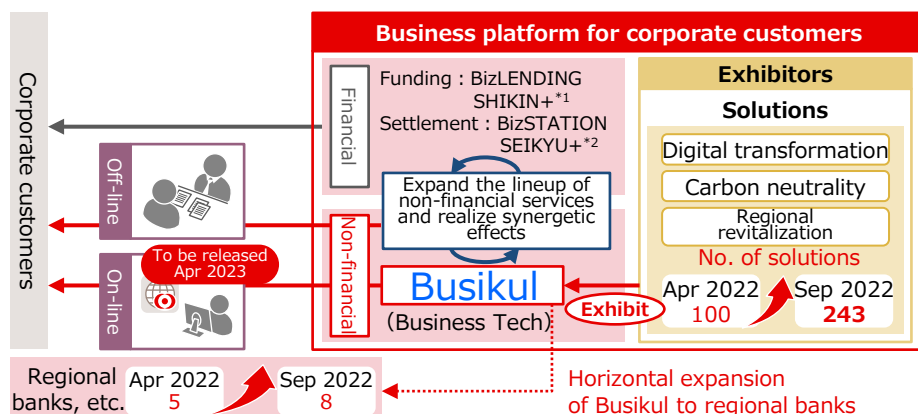 Business platform for corporate customers
Corporate customers
Financial
Funding : BizLENDING
SHIKIN+*1
Settlement : BizSTATION
SEIKYU+*2
Expand the lineup of
non-financial services
and realize synergetic
effects
Off-line
Non-financial
To be released
Apr 2023
On-line
Busikul
(Business Tech)
Exhibit
Exhibitors
Solutions
Digital transformation
Carbon neutrality
Regional
revitalization
No. of solutions
Apr 2022
100
Sep 2022
243
Regional
banks, etc.
Apr 2022
5
Sep 2022
8
Horizontal expansion
of Busikul to regional banks